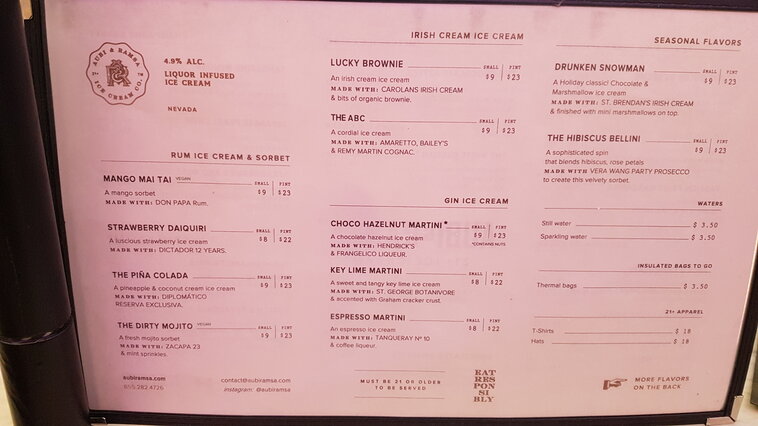 AUBI & RAMSA
ICE CREAM CO.
4.9% ALC.
LIQUOR INFUSED
ICE CREAM
NEVADA
RUM ICE CREAM & SORBET
MANGO MAI TAI VEGAN SMALL | PINT
A mango sorbet $9 | $23
MADE WITH: DON PAPA Rum.
STRAWBERRY DAIQUIRI SMALL | PINT
A luscious strawberry ice cream $8 | $22
MADE WITH: DICTADOR 12 YEARS.
THE PIÑA COLADA SMALL | PINT
A pineapple & coconut cream ice cream $9 | $23
MADE WITH: DIPLOMÁTICO
RESERVA EXCLUSIVA.
THE DIRTY MOJITO VEGAN SMALL | PINT
A fresh mojito sorbet $9 | $23
MADE WITH: ZACAPA 23
& mint sprinkles.
aubiramsa.com
855.282.4726
contact@aubiramsa.com
instagram: @aubiramsa
IRISH CREAM ICE CREAM
LUCKY BROWNIE SMALL | PINT
An irish cream ice cream $9 | $23
MADE WITH: CAROLANS IRISH CREAM
& bits of organic brownie.
THE ABC SMALL | PINT
A cordial ice cream $9 | $23
MADE WITH: AMARETTO, BAILEY'S
& REMY MARTIN COGNAC.
GIN ICE CREAM
CHOCO HAZELNUT MARTINI* SMALL | PINT
A chocolate hazelnut ice cream $9 | $23
MADE WITH: HENDRICK'S *CONTAINS NUTS
& FRANGELICO LIQUEUR.
KEY LIME MARTINI SMALL | PINT
A sweet and tangy key lime ice cream $8 | $22
MADE WITH: ST. GEORGE BOTANIVORE
& accented with Graham cracker crust.
ESPRESSO MARTINI SMALL | PINT
An espresso ice cream $8 | $22
MADE WITH: TANQUERAY Nº 10
& coffee liqueur.
MUST BE 21 OR OLDER
TO BE SERVED
EAT
RES
PON
SI
BLY
SEASONAL FLAVORS
DRUNKEN SNOWMAN SMALL | PINT
A Holiday classic! Chocolate & $9 | $23
Marshmallow ice cream
MADE WITH: ST. BRENDAN'S IRISH CREAM
& finished with mini marshmallows on top.
THE HIBISCUS BELLINI SMALL | PINT
A sophisticated spin $9 | $23
that blends hibiscus, rose petals
MADE WITH VERA WANG PARTY PROSECCO
to create this velvety sorbet.
WATERS
Still water $ 3.50
Sparkling water $ 3.50
INSULATED BAGS TO GO
Thermal bags $ 3.50
21+ APPAREL
T-Shirts $ 18
Hats $ 18
MORE FLAVORS
ON THE BACK